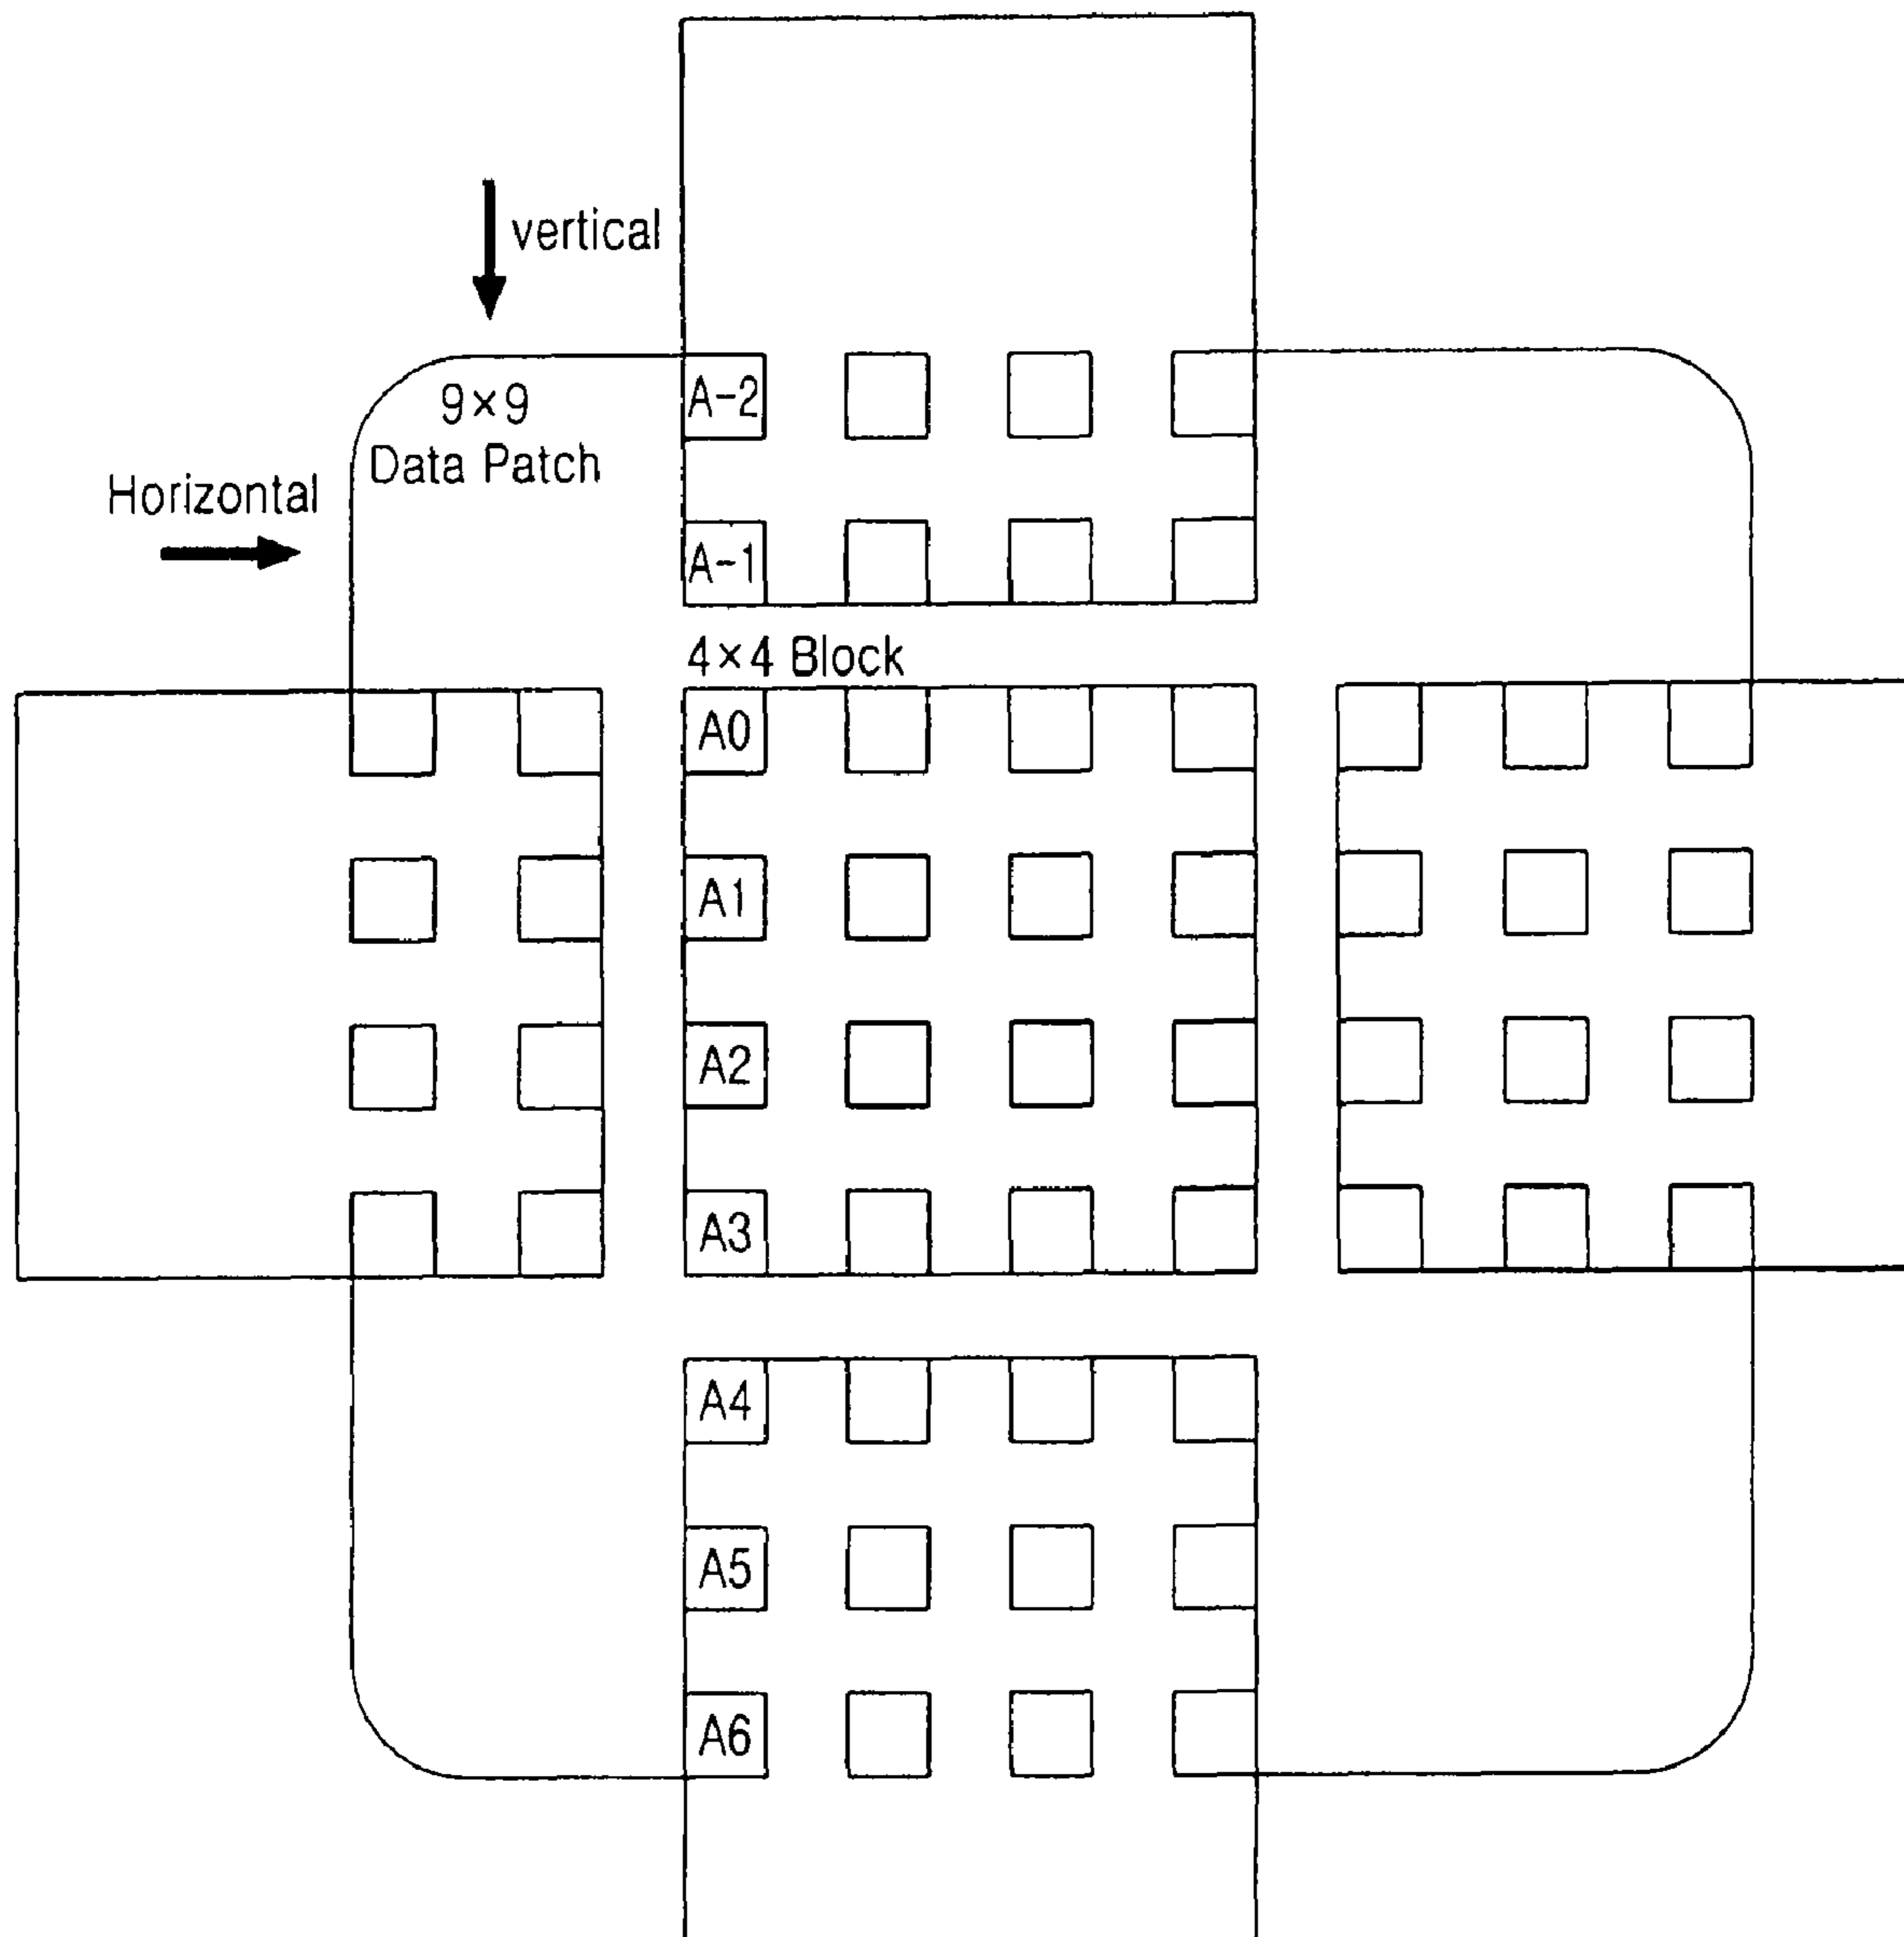 vertical
9×9
Data Patch
Horizontal
A-2
A-1
4×4 Block
A0
A1
A2
A3
A4
A5
A6